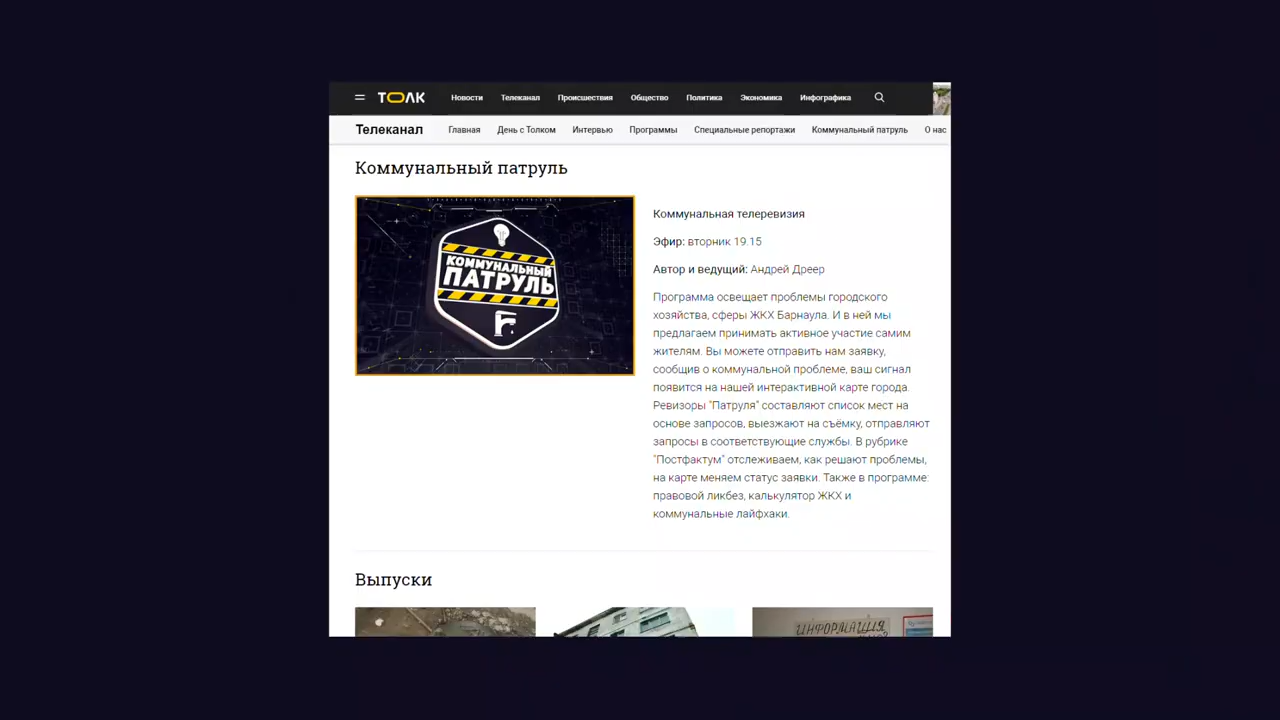 ТОЛК
Новости Телеканал Происшествия Общество Политика Экономика Инфографика
Телеканал Главная День с Толком Интервью Программы Специальные репортажи Коммунальный патруль О нас
Коммунальный патруль
КОММУНАЛЬНЫЙ
ПАТРУЛЬ
Коммунальная телеревизия
Эфир: вторник 19.15
Автор и ведущий: Андрей Дреер
Программа освещает проблемы городского
хозяйства, сферы ЖКХ Барнаула. И в ней мы
предлагаем принимать активное участие самим
жителям. Вы можете отправить нам заявку,
сообщив о коммунальной проблеме, ваш сигнал
появится на нашей интерактивной карте города.
Ревизоры "Патруля" составляют список мест на
основе запросов, выезжают на съёмку, отправляют
запросы в соответствующие службы. В рубрике
"Постфактум" отслеживаем, как решают проблемы,
на карте меняем статус заявки. Также в программе:
правовой ликбез, калькулятор ЖКХ и
коммунальные лайфхаки.
Выпуски
ИНФОРМАЦИЯ